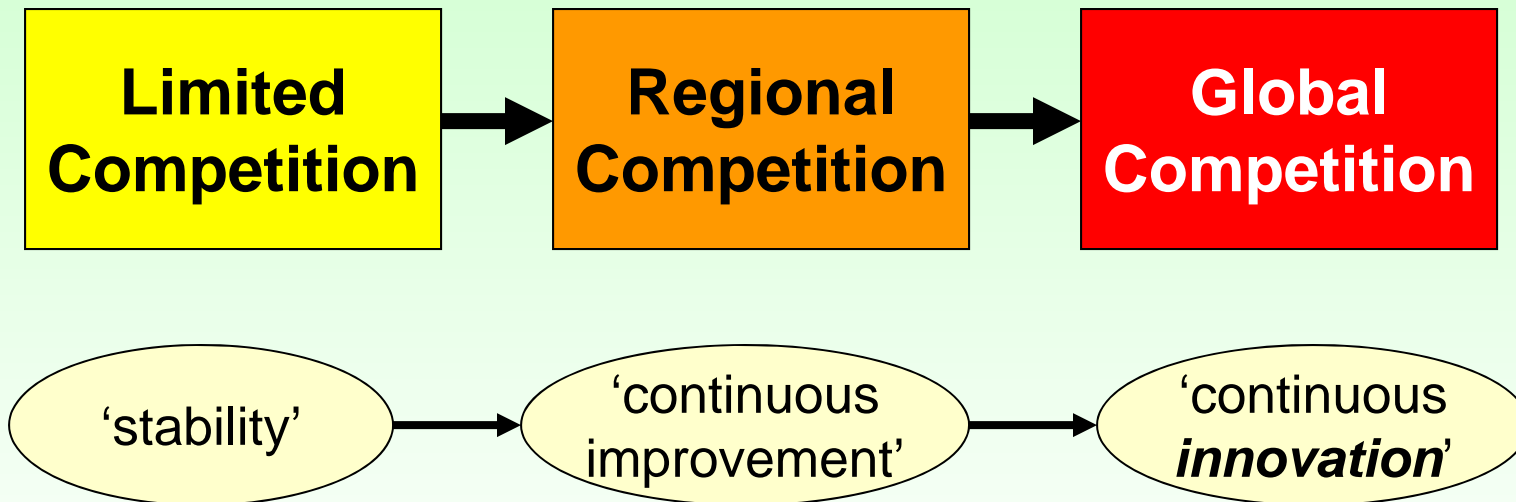 Limited
Competition
Regional
Competition
Global
Competition
‘stability’
‘continuous
improvement’
‘continuous
innovation’